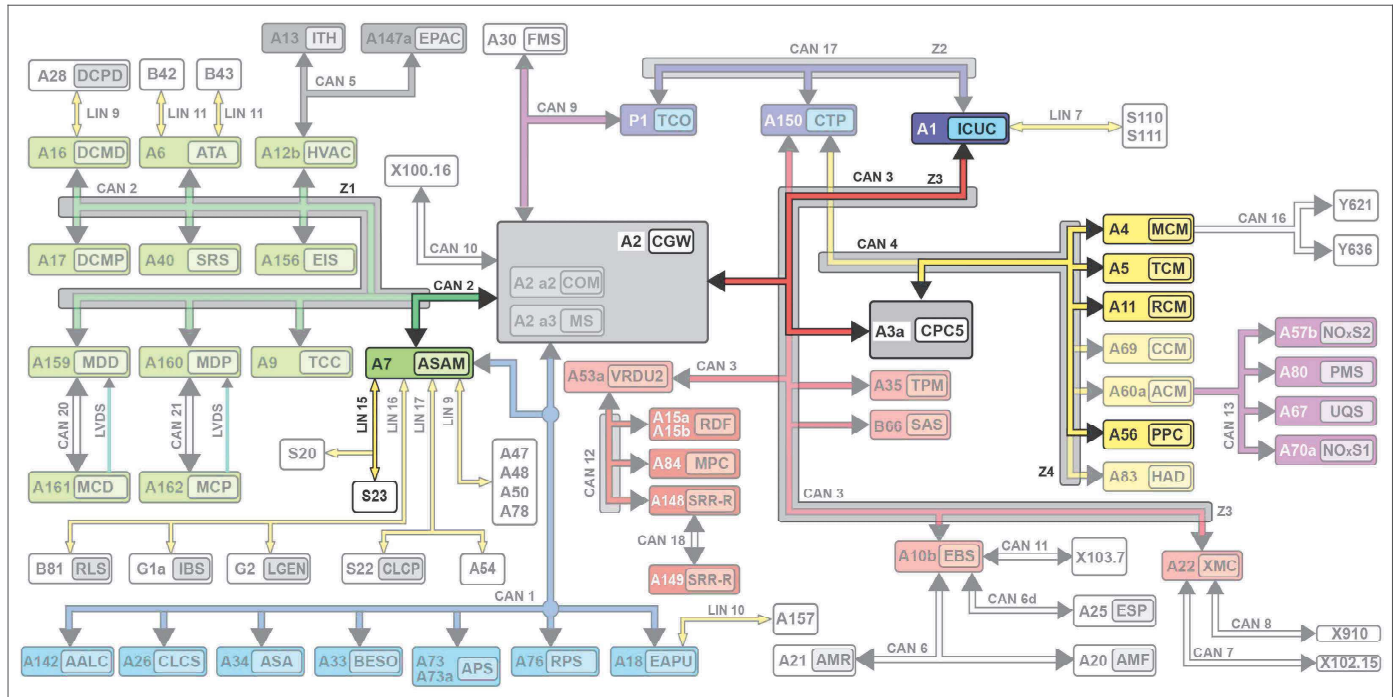 A13 ITH
A147a EPAC
A30 FMS
CAN 17
Z2
A28 DCPD
B42
B43
CAN 5
LIN 9
LIN 11
LIN 11
CAN 9
P1 TCO
A150 CTP
A1 ICUC
LIN 7
S110
S111
A16 DCMD
A6 ATA
A12b HVAC
X100.16
CAN 2
Z1
CAN 3
Z3
A2 CGW
CAN 10
CAN 4
A4 MCM
CAN 16
Y621
Y636
A17 DCMP
A40 SRS
A156 EIS
A5 TCM
A2 a2 COM
CAN 2
A11 RCM
A2 a3 MS
A3a CPC5
A57b NOxS2
A159 MDD
A160 MDP
A9 TCC
A7 ASAM
A69 CCM
CAN 3
A53a VRDU2
A35 TPM
A60a ACM
A80 PMS
CAN 20
LVDS
CAN 21
LVDS
LIN 15
LIN 16
LIN 17
LIN 9
A15a
A15b RDF
B66 SAS
CAN 13
A67 UQS
A56 PPC
A70a NOxS1
S20
A47
A48
A50
A78
CAN 12
A84 MPC
Z4
A83 HAD
A161 MCD
A162 MCP
S23
A148 SRR-R
CAN 3
Z3
CAN 18
B81 RLS
G1a IBS
G2 LGEN
S22 CLCP
A54
A149 SRR-R
A10b EBS
CAN 11
X103.7
A22 XMC
CAN 1
CAN 6d
A25 ESP
LIN 10
A157
CAN 8
X910
A142 AALC
A26 CLCS
A34 ASA
A33 BESO
A73
A73a APS
A76 RPS
A18 EAPU
A21 AMR
CAN 6
A20 AMF
CAN 7
X102.15